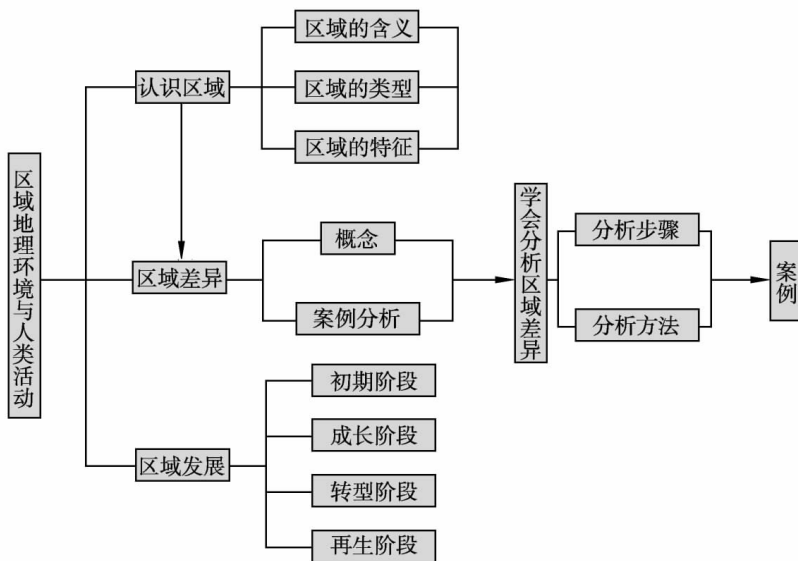 区域地理环境与人类活动
认识区域
区域的含义
区域的类型
区域的特征
区域差异
概念
案例分析
学会分析区域差异
分析步骤
分析方法
案例
区域发展
初期阶段
成长阶段
转型阶段
再生阶段